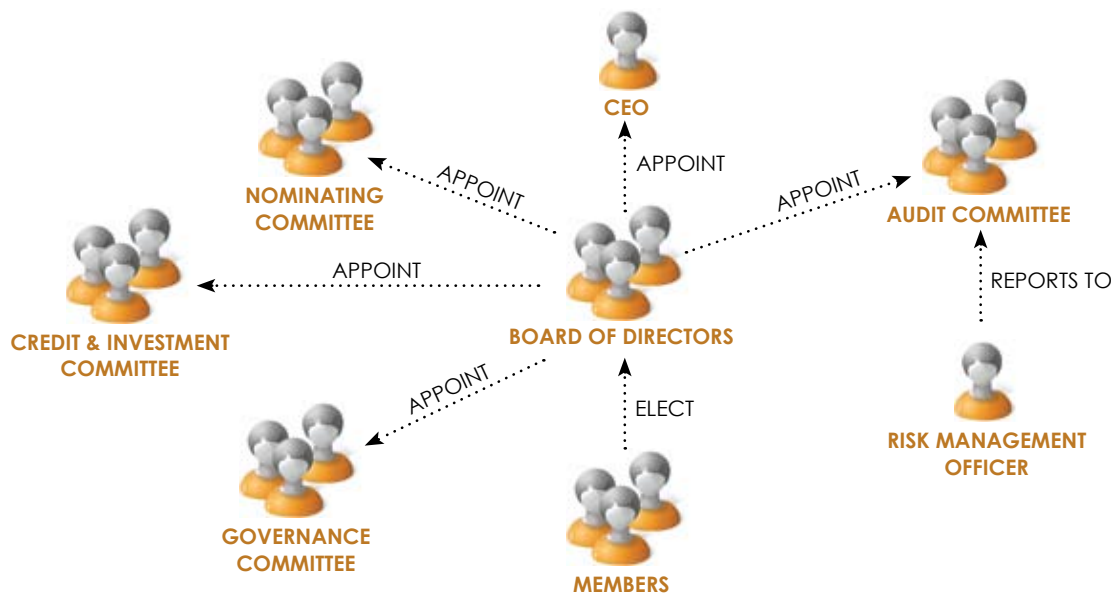 CEO
APPOINT
APPOINT
APPOINT
NOMINATING
COMMITTEE
AUDIT COMMITTEE
APPOINT
REPORTS TO
CREDIT & INVESTMENT
COMMITTEE
BOARD OF DIRECTORS
APPOINT
ELECT
RISK MANAGEMENT
OFFICER
GOVERNANCE
COMMITTEE
MEMBERS